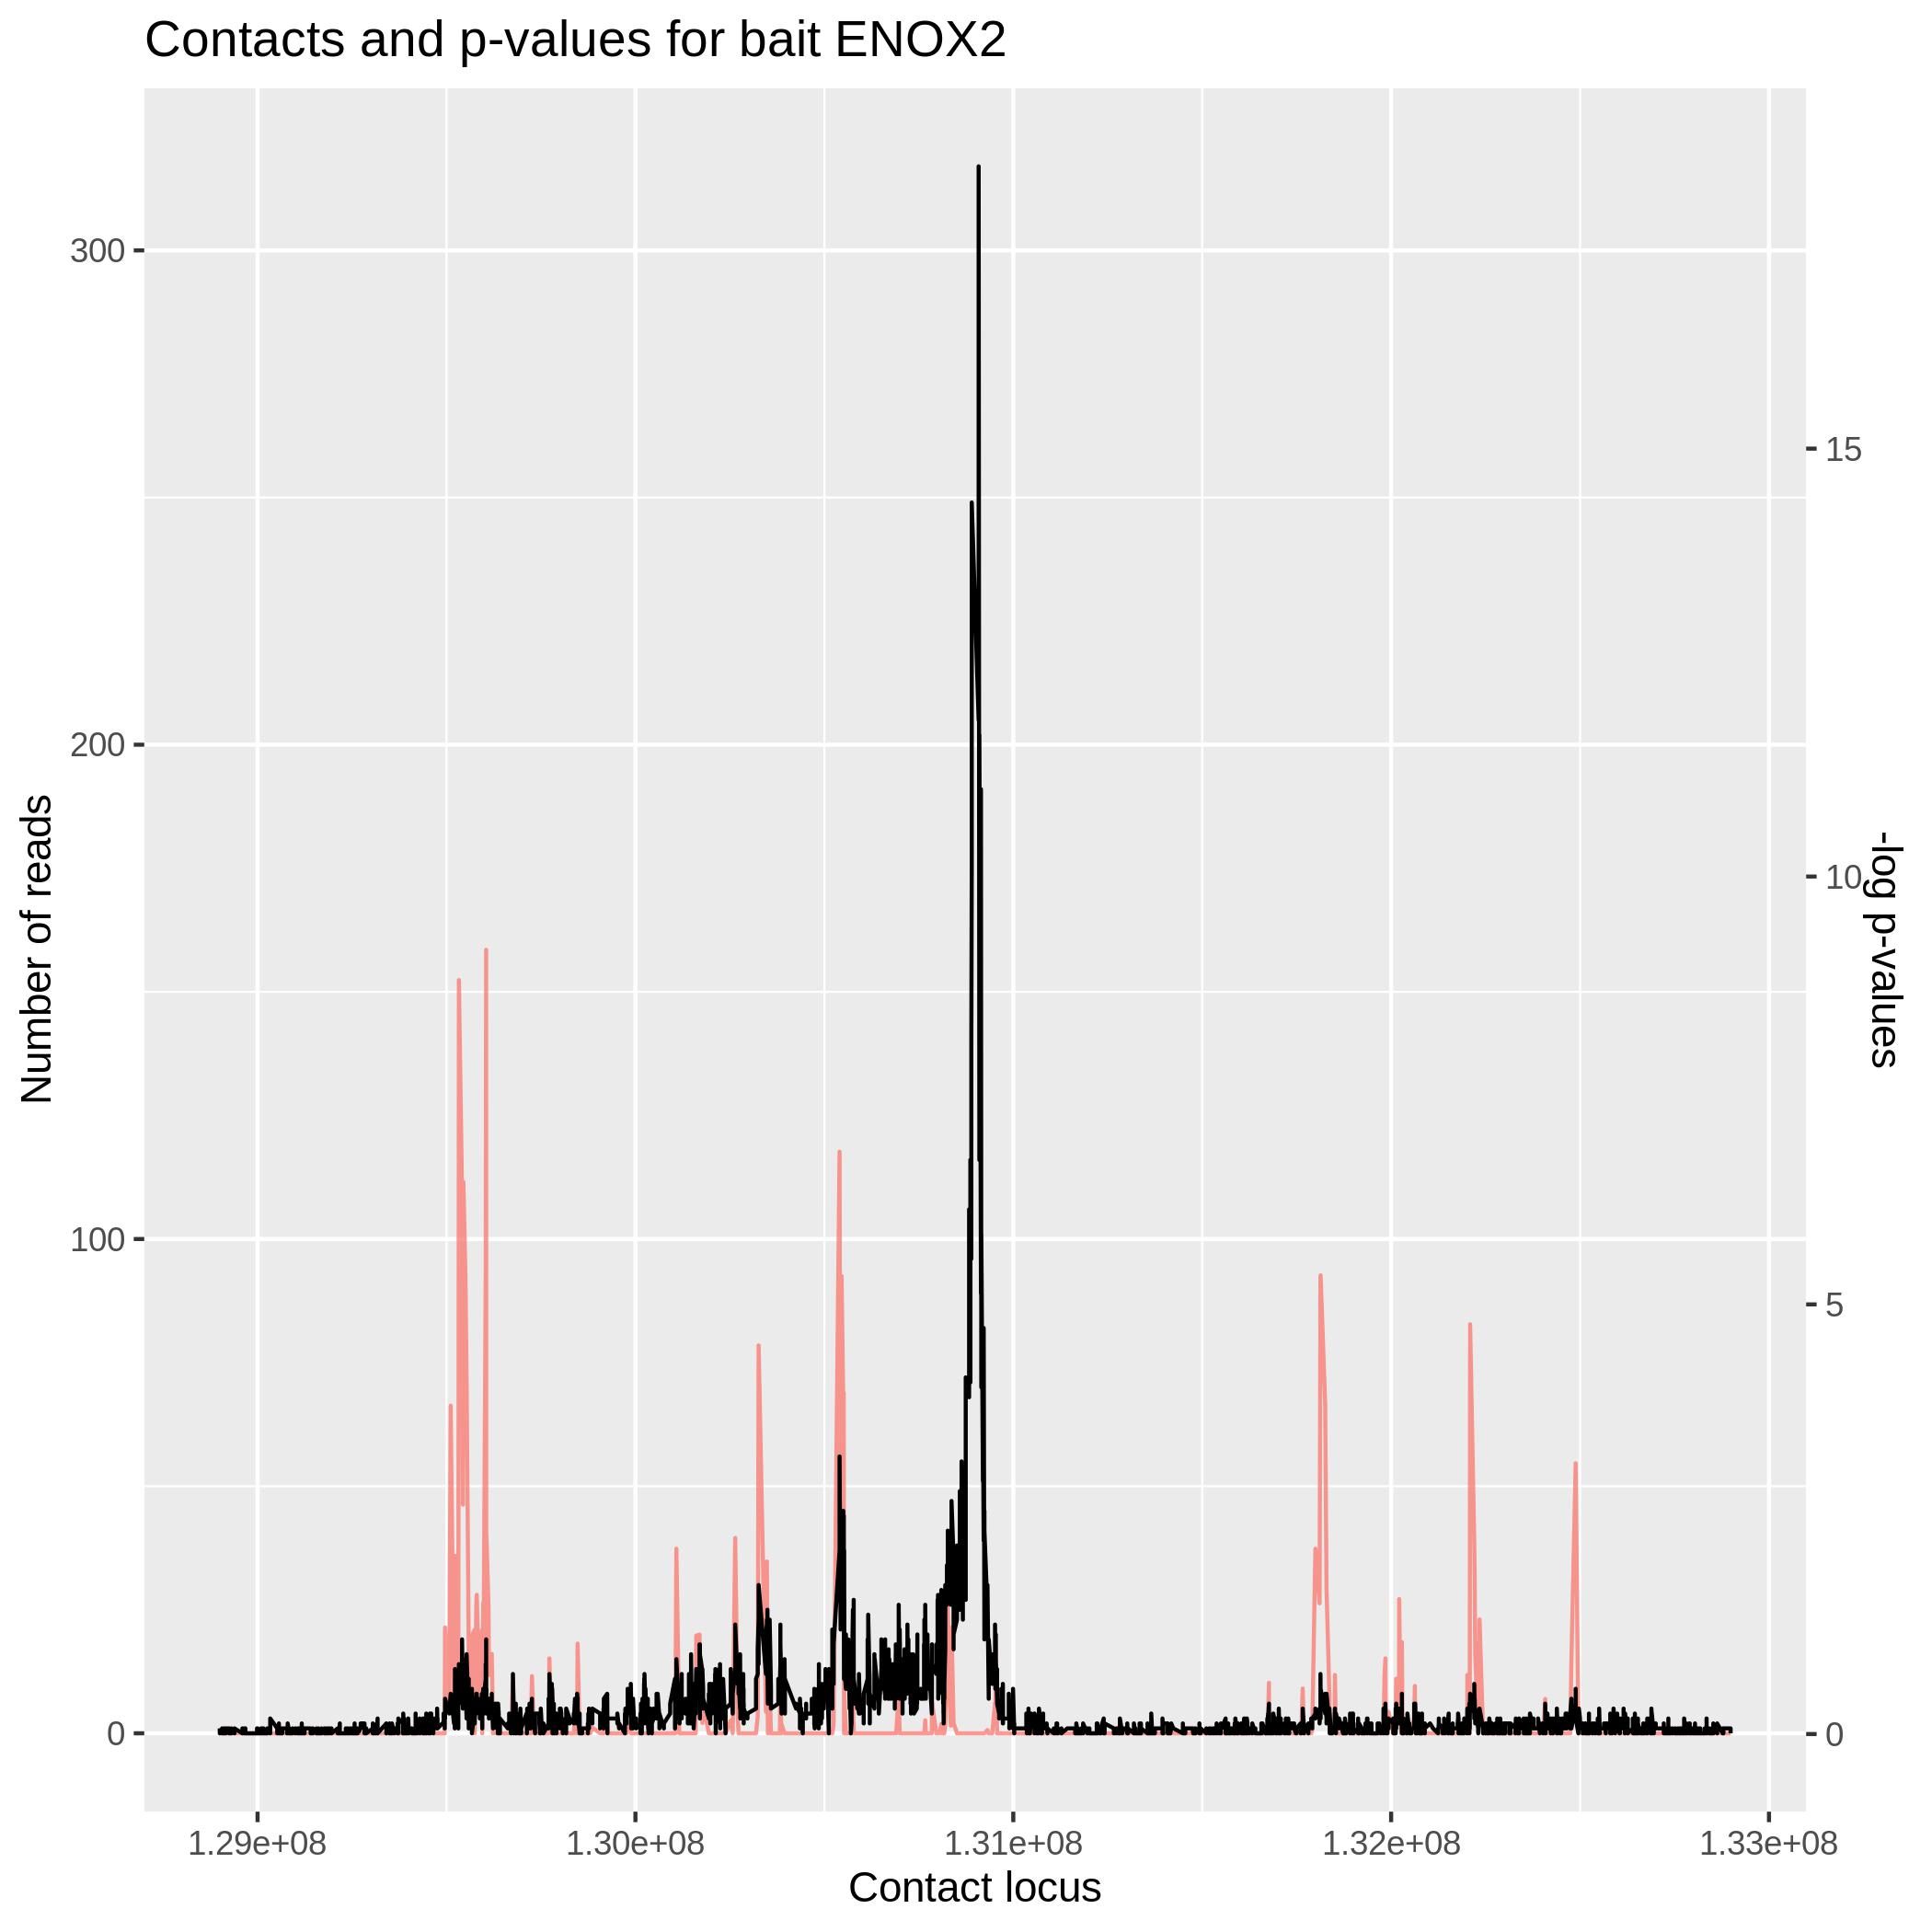 Contacts and p-values for bait ENOX2
300
200
100
0
Number of reads
15
10
5
0
-log p-values
1.29e+08
1.30e+08
1.31e+08
1.32e+08
1.33e+08
Contact locus